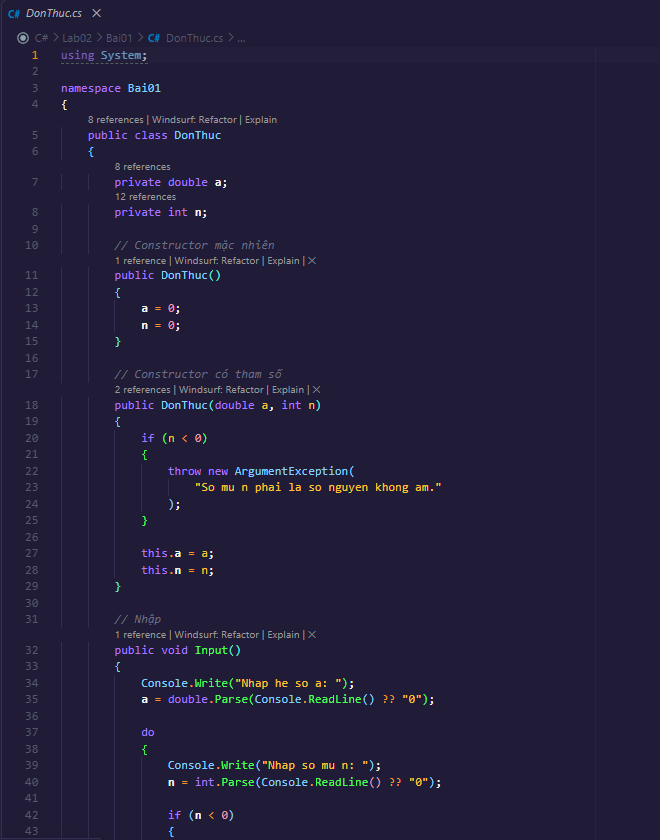 C# DonThuc.cs ×
C# > Lab02 > Bai01 > C# DonThuc.cs > ...
1 using System;
2
3 namespace Bai01
4 {
8 references | Windsurf: Refactor | Explain
5 public class DonThuc
6 {
8 references
7 private double a;
12 references
8 private int n;
9
10 // Constructor mặc nhiên
1 reference | Windsurf: Refactor | Explain | ×
11 public DonThuc()
12 {
13 a = 0;
14 n = 0;
15 }
16
17 // Constructor có tham số
2 references | Windsurf: Refactor | Explain | ×
18 public DonThuc(double a, int n)
19 {
20 if (n < 0)
21 {
22 throw new ArgumentException(
23 "So mu n phai la so nguyen khong am."
24 );
25 }
26
27 this.a = a;
28 this.n = n;
29 }
30
31 // Nhập
1 reference | Windsurf: Refactor | Explain | ×
32 public void Input()
33 {
34 Console.Write("Nhap he so a: ");
35 a = double.Parse(Console.ReadLine() ?? "0");
36
37 do
38 {
39 Console.Write("Nhap so mu n: ");
40 n = int.Parse(Console.ReadLine() ?? "0");
41
42 if (n < 0)
43 {